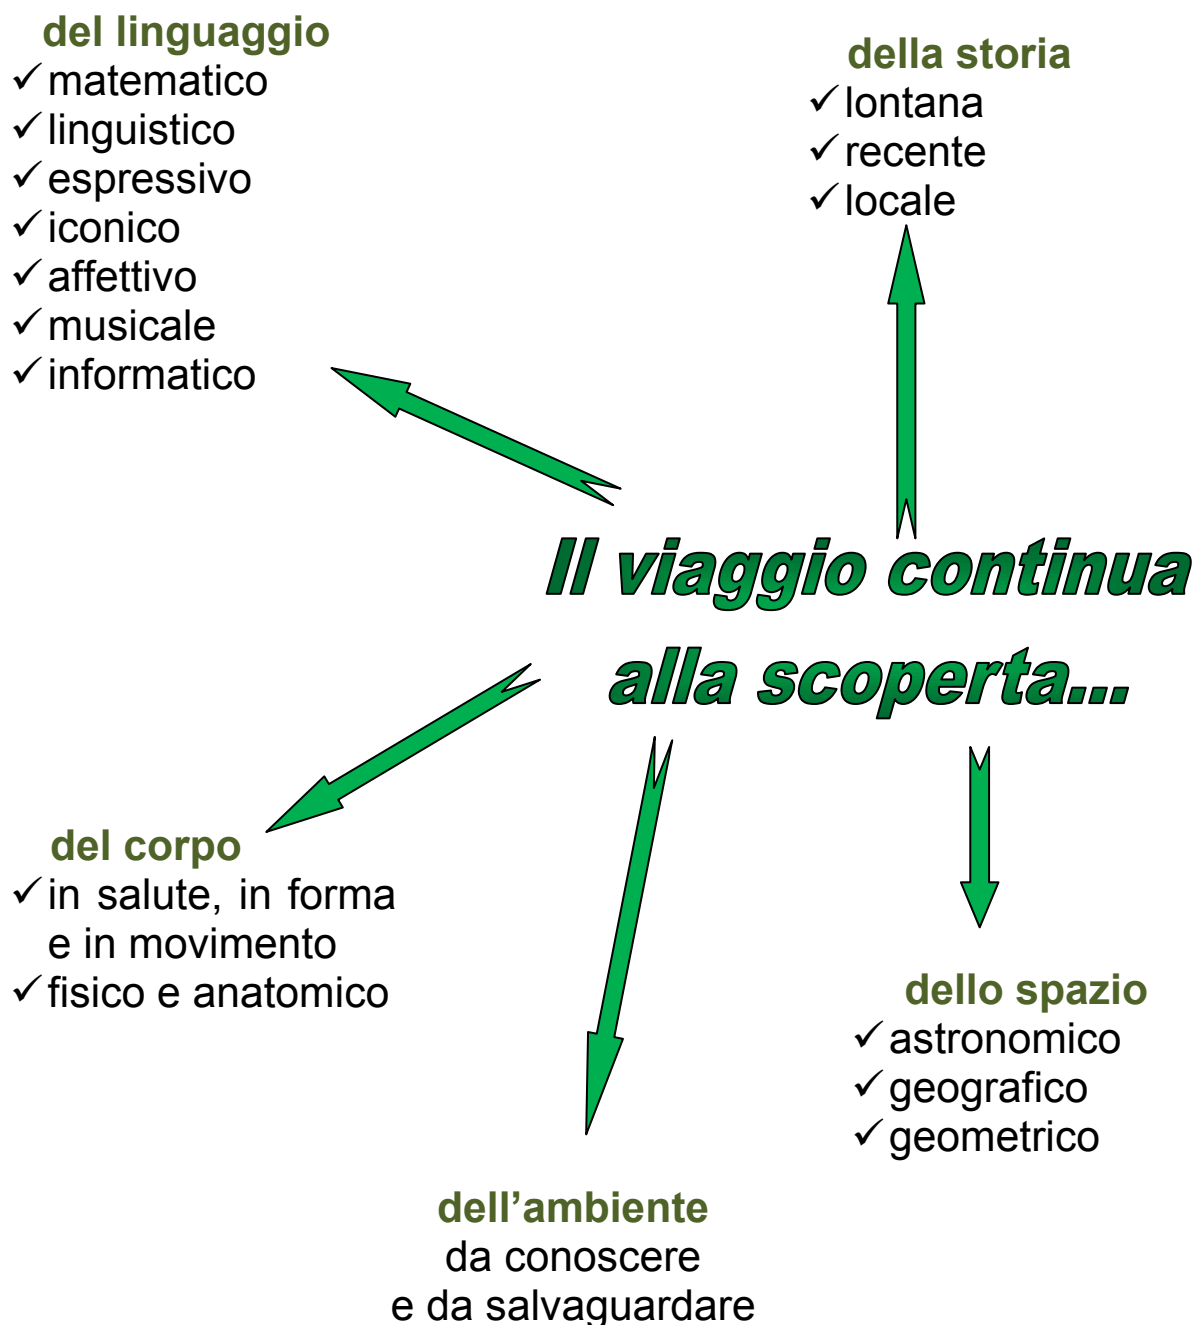 del linguaggio
matematico
linguistico
espressivo
iconico
affettivo
musicale
informatico
della storia
lontana
recente
locale
Il viaggio continua
alla scoperta...
del corpo
in salute, in forma
e in movimento
fisico e anatomico
dello spazio
astronomico
geografico
geometrico
dell’ambiente
da conoscere
e da salvaguardare